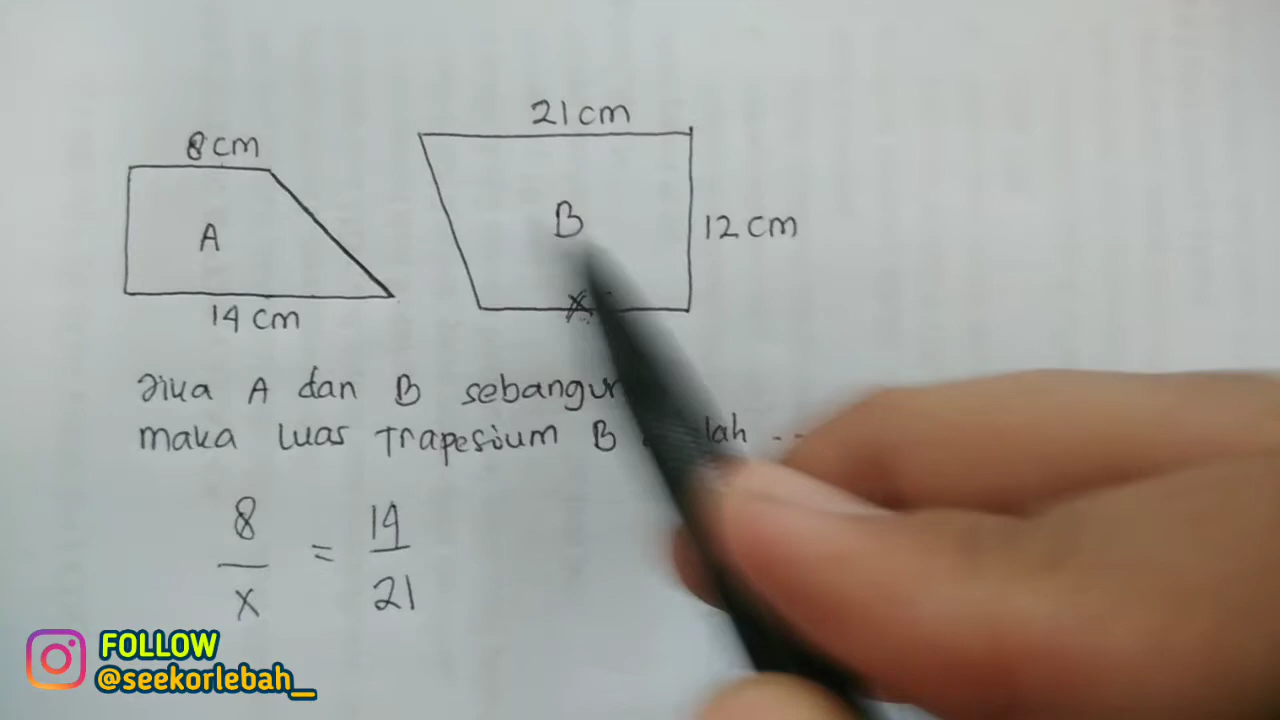 21 cm
8 cm
A
B
12 cm
14 cm
x
Jika A dan B sebangun
maka luas Trapesium B ...
8 = 14
x 21
FOLLOW
@seekorlebah_